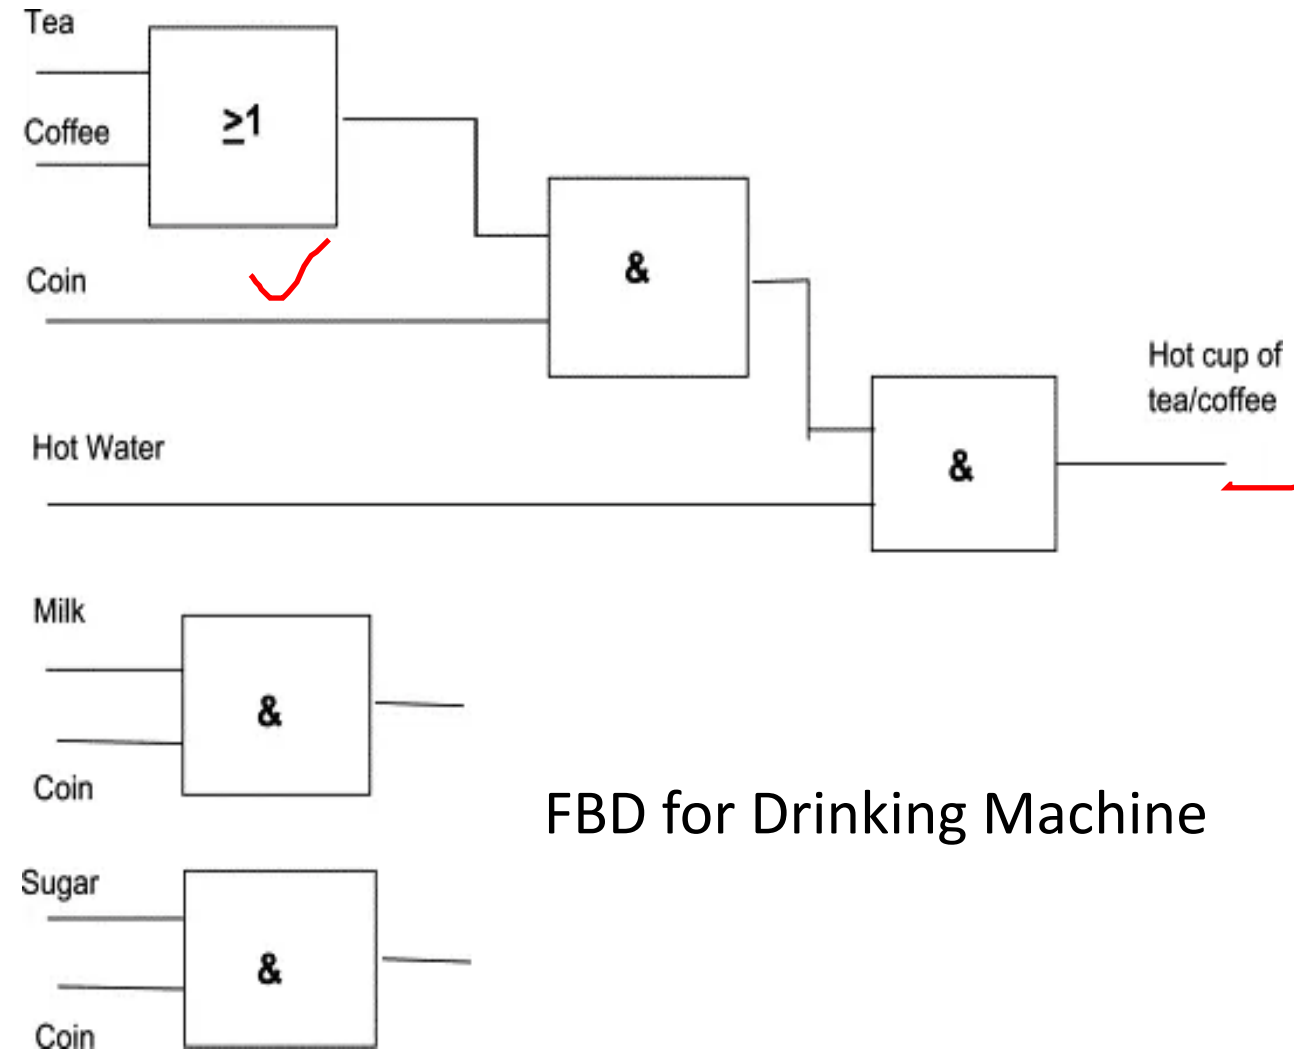 Tea
≥1
Coffee
Coin
&
Hot cup of
tea/coffee
Hot Water
&
Milk
&
Coin
FBD for Drinking Machine
Sugar
&
Coin